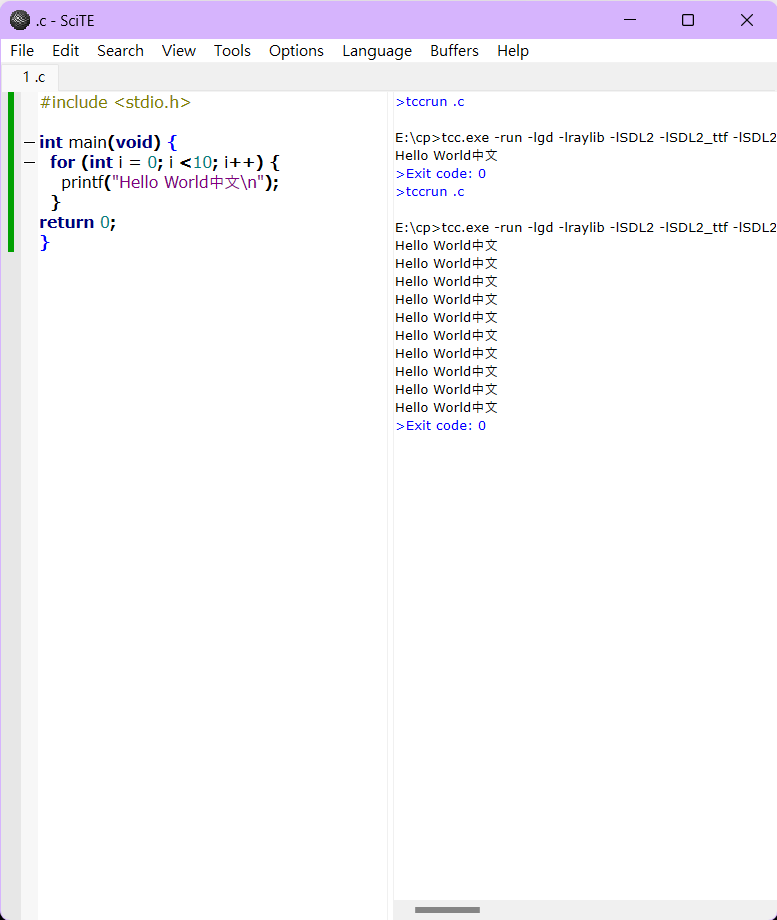 .c - SciTE
File Edit Search View Tools Options Language Buffers Help
1 .c
#include <stdio.h>
int main(void) {
for (int i = 0; i <10; i++) {
printf("Hello World中文\n");
}
return 0;
}
>tccrun .c
E:\cp>tcc.exe -run -lgd -lraylib -lSDL2 -lSDL2_ttf -lSDL2
Hello World中文
>Exit code: 0
>tccrun .c
E:\cp>tcc.exe -run -lgd -lraylib -lSDL2 -lSDL2_ttf -lSDL2
Hello World中文
Hello World中文
Hello World中文
Hello World中文
Hello World中文
Hello World中文
Hello World中文
Hello World中文
Hello World中文
Hello World中文
>Exit code: 0